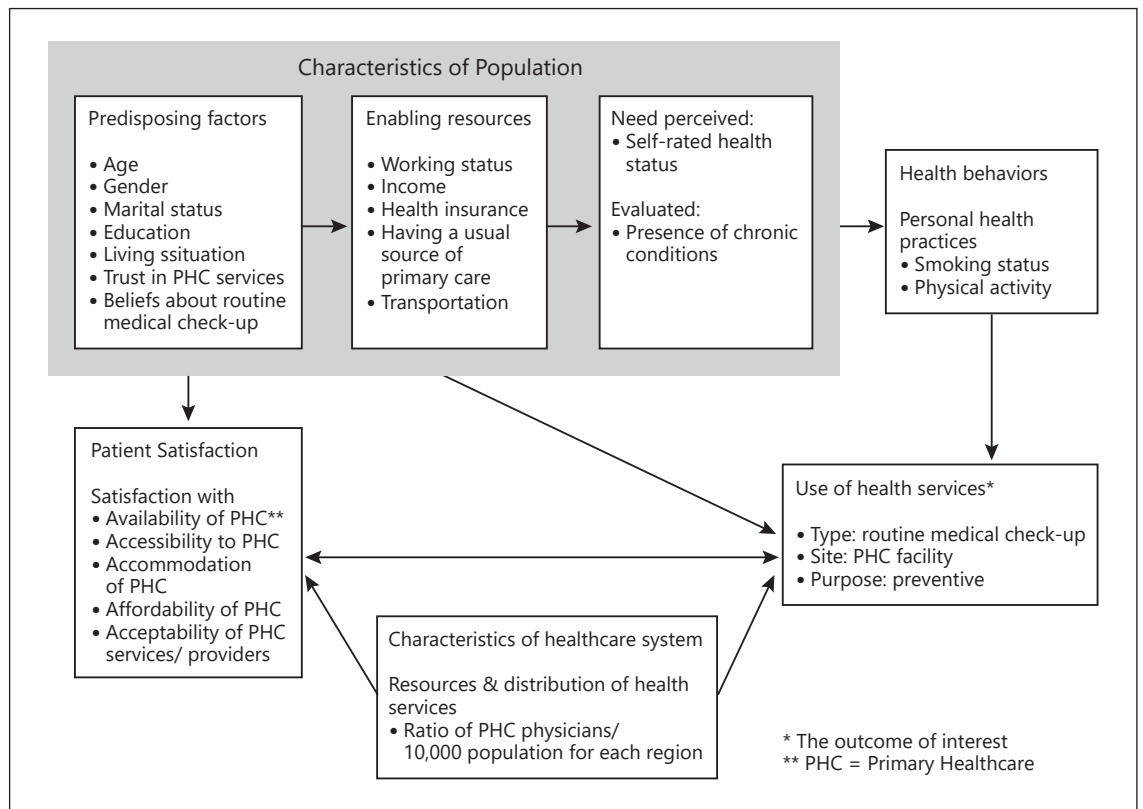 Characteristics of Population
Predisposing factors
• Age
• Gender
• Marital status
• Education
• Living ssituation
• Trust in PHC services
• Beliefs about routine
medical check-up
Enabling resources
• Working status
• Income
• Health insurance
• Having a usual
source of
primary care
• Transportation
Need perceived:
• Self-rated health
status
Evaluated:
• Presence of chronic
conditions
Health behaviors
Personal health
practices
• Smoking status
• Physical activity
Patient Satisfaction
Satisfaction with
• Availability of PHC**
• Accessibility to PHC
• Accommodation
of PHC
• Affordability of PHC
• Acceptability of PHC
services/ providers
Use of health services*
• Type: routine medical check-up
• Site: PHC facility
• Purpose: preventive
Characteristics of healthcare system
Resources & distribution of health
services
• Ratio of PHC physicians/
10,000 population for each region
* The outcome of interest
** PHC = Primary Healthcare